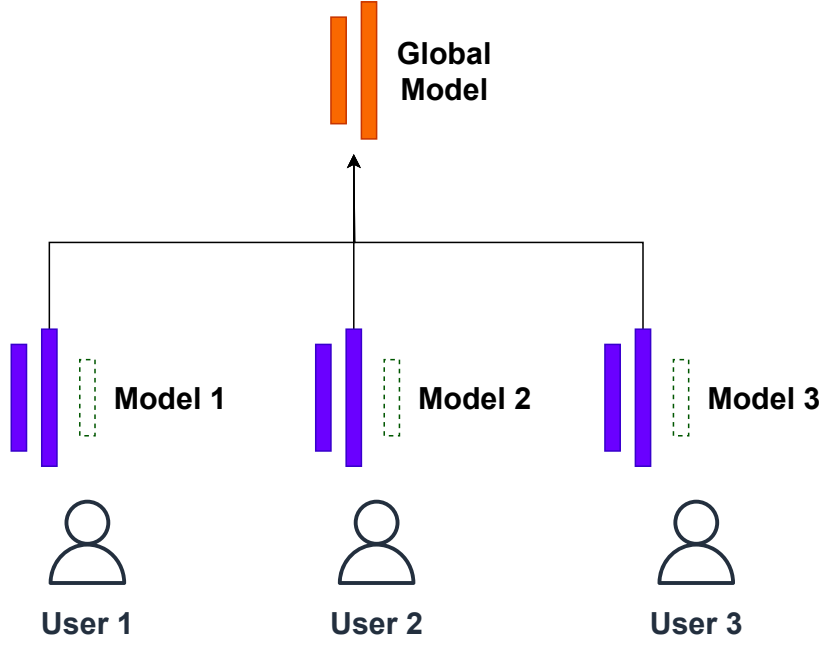 Global
Model
Model 1
Model 2
Model 3
User 1
User 2
User 3